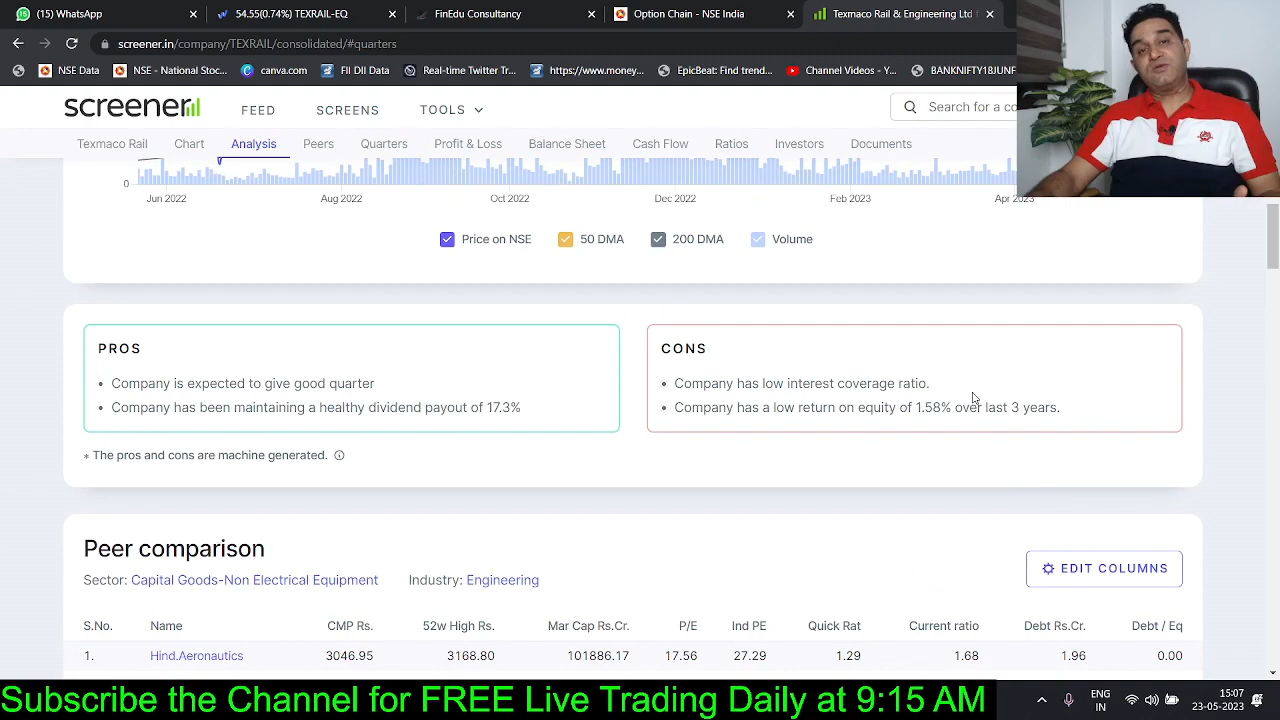 15
(15) WhatsApp
54.55(0.74%) TEXRAIL-EQ
FinEdu Consultancy
Option Chain - NSE India
Texmaco Rail & Engineering Ltd
screener.in/company/TEXRAIL/consolidated/#quarters
NSE Data
NSE - National Stoc...
canva.com
FII DII Data
Real-time Trending...
https://www.money...
EpicBeat: Find trend...
Channel Videos - Y...
BANKNIFTY18JUNF
screener
FEED
SCREENS
TOOLS
Search for a co
Texmaco Rail
Chart
Analysis
Peers
Quarters
Profit & Loss
Balance Sheet
Cash Flow
Ratios
Investors
Documents
0
Jun 2022
Aug 2022
Oct 2022
Dec 2022
Feb 2023
Apr 2023
Price on NSE
50 DMA
200 DMA
Volume
PROS
• Company is expected to give good quarter
• Company has been maintaining a healthy dividend payout of 17.3%
CONS
• Company has low interest coverage ratio.
• Company has a low return on equity of 1.58% over last 3 years.
* The pros and cons are machine generated.
Peer comparison
EDIT COLUMNS
Sector: Capital Goods-Non Electrical Equipment Industry: Engineering
S.No. Name CMP Rs. 52w High Rs. Mar Cap Rs.Cr. P/E Ind PE Quick Rat Current ratio Debt Rs.Cr. Debt / Eq
1. Hind.Aeronautics 3046.95 3168.80 101886.17 17.56 27.29 1.29 1.68 1.96 0.00
Subscribe the Channel for FREE Live Trading Daily at 9:15 AM
ENG
IN
15:07
23-05-2023